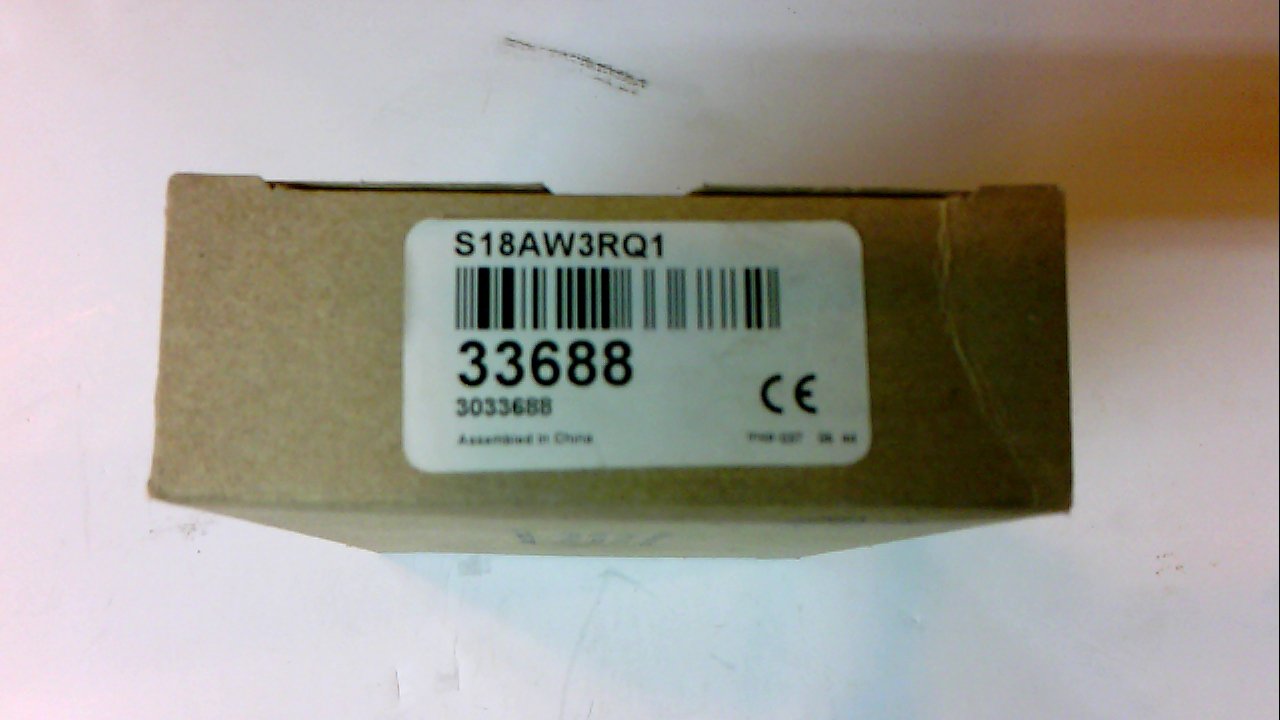 S18AW3RQ1
33688
3033688
CE
Assembled in China